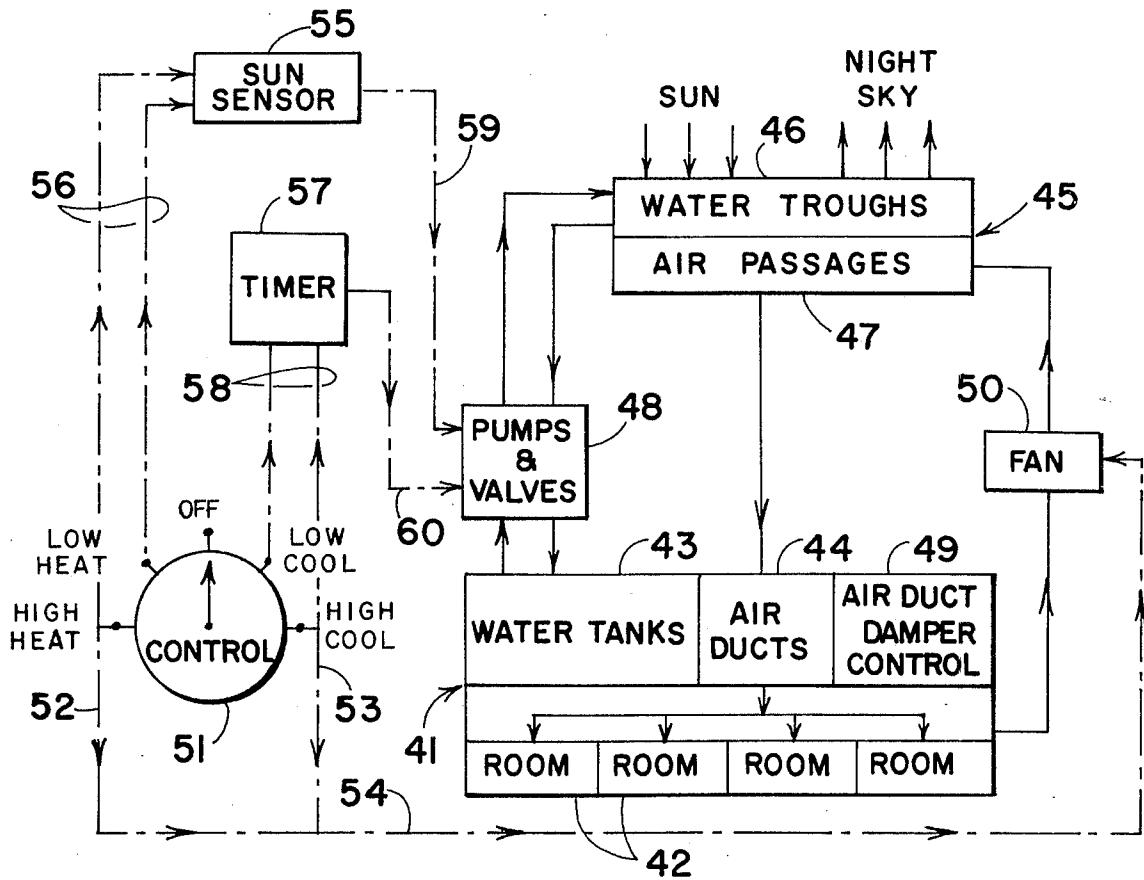 55
SUN
SENSOR
59
56
57
TIMER
58
SUN
NIGHT
SKY
46
WATER TROUGHS
45
AIR PASSAGES
47
PUMPS
&
VALVES
48
50
FAN
60
OFF
LOW
HEAT
LOW
COOL
HIGH
HEAT
HIGH
COOL
CONTROL
52
51
53
43
44
49
WATER TANKS
AIR
DUCTS
AIR DUCT
DAMPER
CONTROL
41
ROOM
ROOM
ROOM
ROOM
54
42